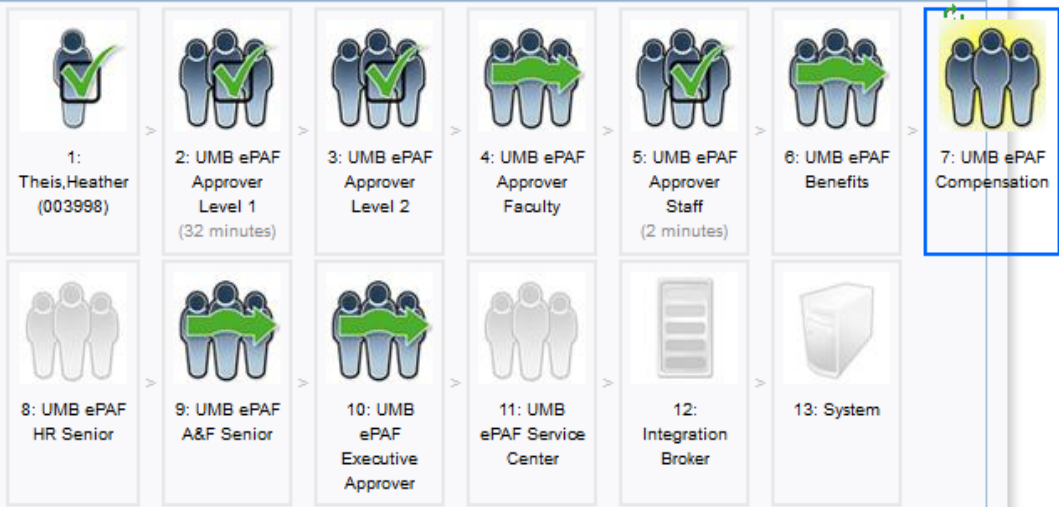 1:
Theis,Heather
(003998)
>
2: UMB ePAF
Approver
Level 1
(32 minutes)
>
3: UMB ePAF
Approver
Level 2
>
4: UMB ePAF
Approver
Faculty
>
5: UMB ePAF
Approver
Staff
(2 minutes)
>
6: UMB ePAF
Benefits
>
7: UMB ePAF
Compensation
8: UMB ePAF
HR Senior
>
9: UMB ePAF
A&F Senior
>
10: UMB
ePAF
Executive
Approver
>
11: UMB
ePAF Service
Center
>
12:
Integration
Broker
>
13: System